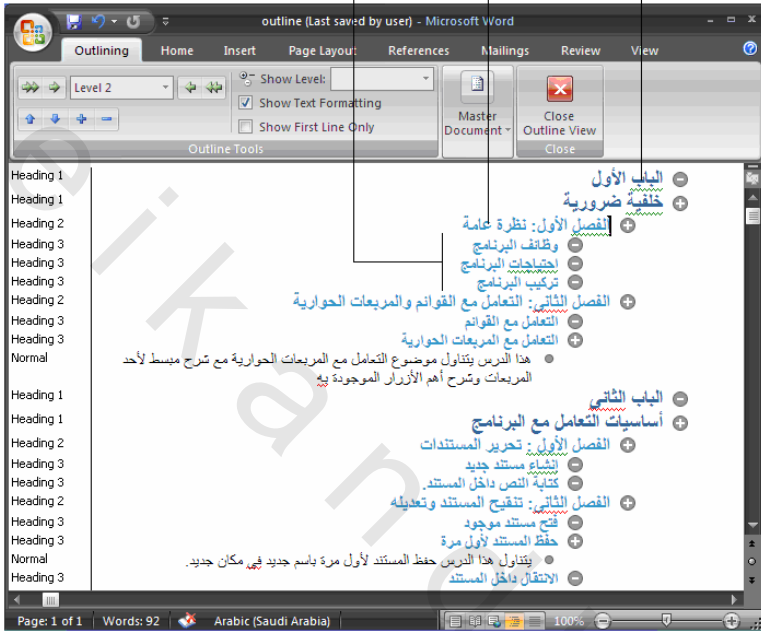 outline (Last saved by user) - Microsoft Word
Outlining Home Insert Page Layout References Mailings Review View
Level 2
Show Level:
Show Text Formatting
Show First Line Only
Outline Tools
Master Document
Close Outline View
Close
Heading 1 الباب الأول
Heading 1 خلفية ضرورية
Heading 2 الفصل الأول: نظرة عامة
Heading 3 وظائف البرنامج
Heading 3 احتياجات البرنامج
Heading 3 تركيب البرنامج
Heading 2 الفصل الثاني: التعامل مع القوائم والمربعات الحوارية
Heading 3 التعامل مع القوائم
Heading 3 التعامل مع المربعات الحوارية
Normal هذا الدرس يتناول موضوع التعامل مع المربعات الحوارية مع شرح مبسط لأحد
المربعات وشرح أهم الأزرار الموجودة به
Heading 1 الباب الثاني
Heading 1 أساسيات التعامل مع البرنامج
Heading 2 الفصل الأول: تحرير المستندات
Heading 3 إنشاء مستند جديد
Heading 3 كتابة النص داخل المستند.
Heading 2 الفصل الثاني: تنقيح المستند وتعديله
Heading 3 فتح مستند موجود
Heading 3 حفظ المستند لأول مرة
Normal يتناول هذا الدرس حفظ المستند لأول مرة باسم جديد في مكان جديد.
Heading 3 الانتقال داخل المستند
Page: 1 of 1 Words: 92 Arabic (Saudi Arabia) 100%